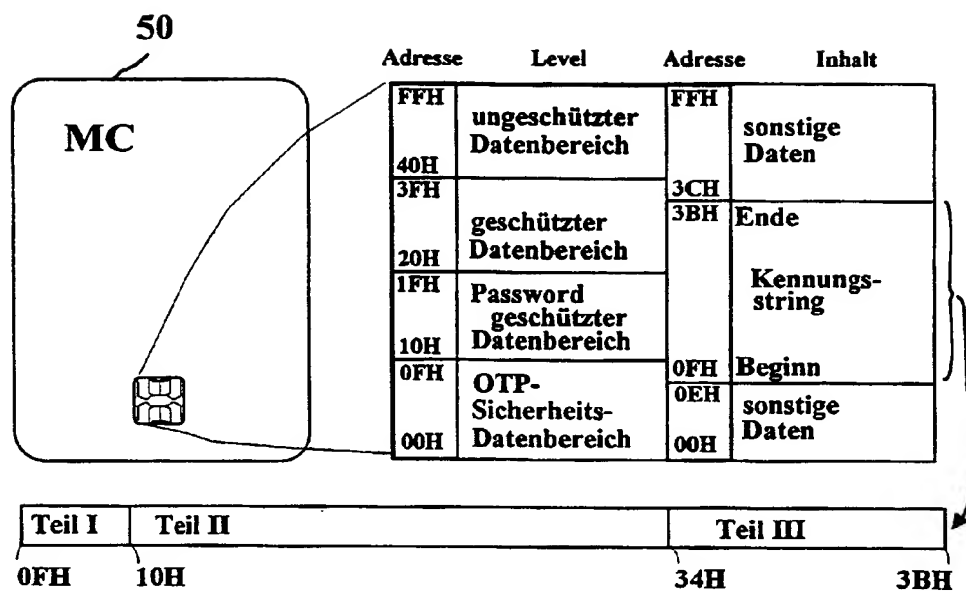 50
MC
Adresse Level Adresse Inhalt
FFH
ungeschützter
Datenbereich
40H
3FH
geschützter
Datenbereich
20H
1FH
Password
geschützter
Datenbereich
10H
0FH
OTP-
Sicherheits-
Datenbereich
00H
FFH
sonstige
Daten
3CH
3BH Ende
Kennungs-
string
0FH Beginn
0EH
sonstige
Daten
00H
Teil I Teil II Teil III
0FH 10H 34H 3BH